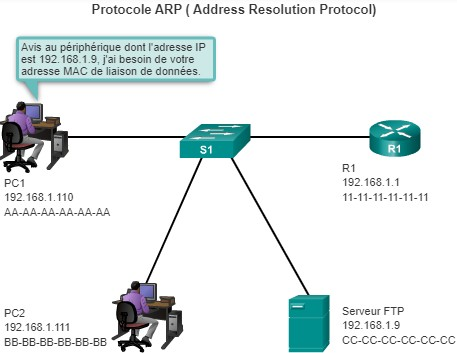 Protocole ARP ( Address Resolution Protocol)
Avis au périphérique dont l'adresse IP
est 192.168.1.9, j'ai besoin de votre
adresse MAC de liaison de données.
S1
R1
PC1
192.168.1.110
AA-AA-AA-AA-AA-AA
R1
192.168.1.1
11-11-11-11-11-11
PC2
192.168.1.111
BB-BB-BB-BB-BB-BB
Serveur FTP
192.168.1.9
CC-CC-CC-CC-CC-CC